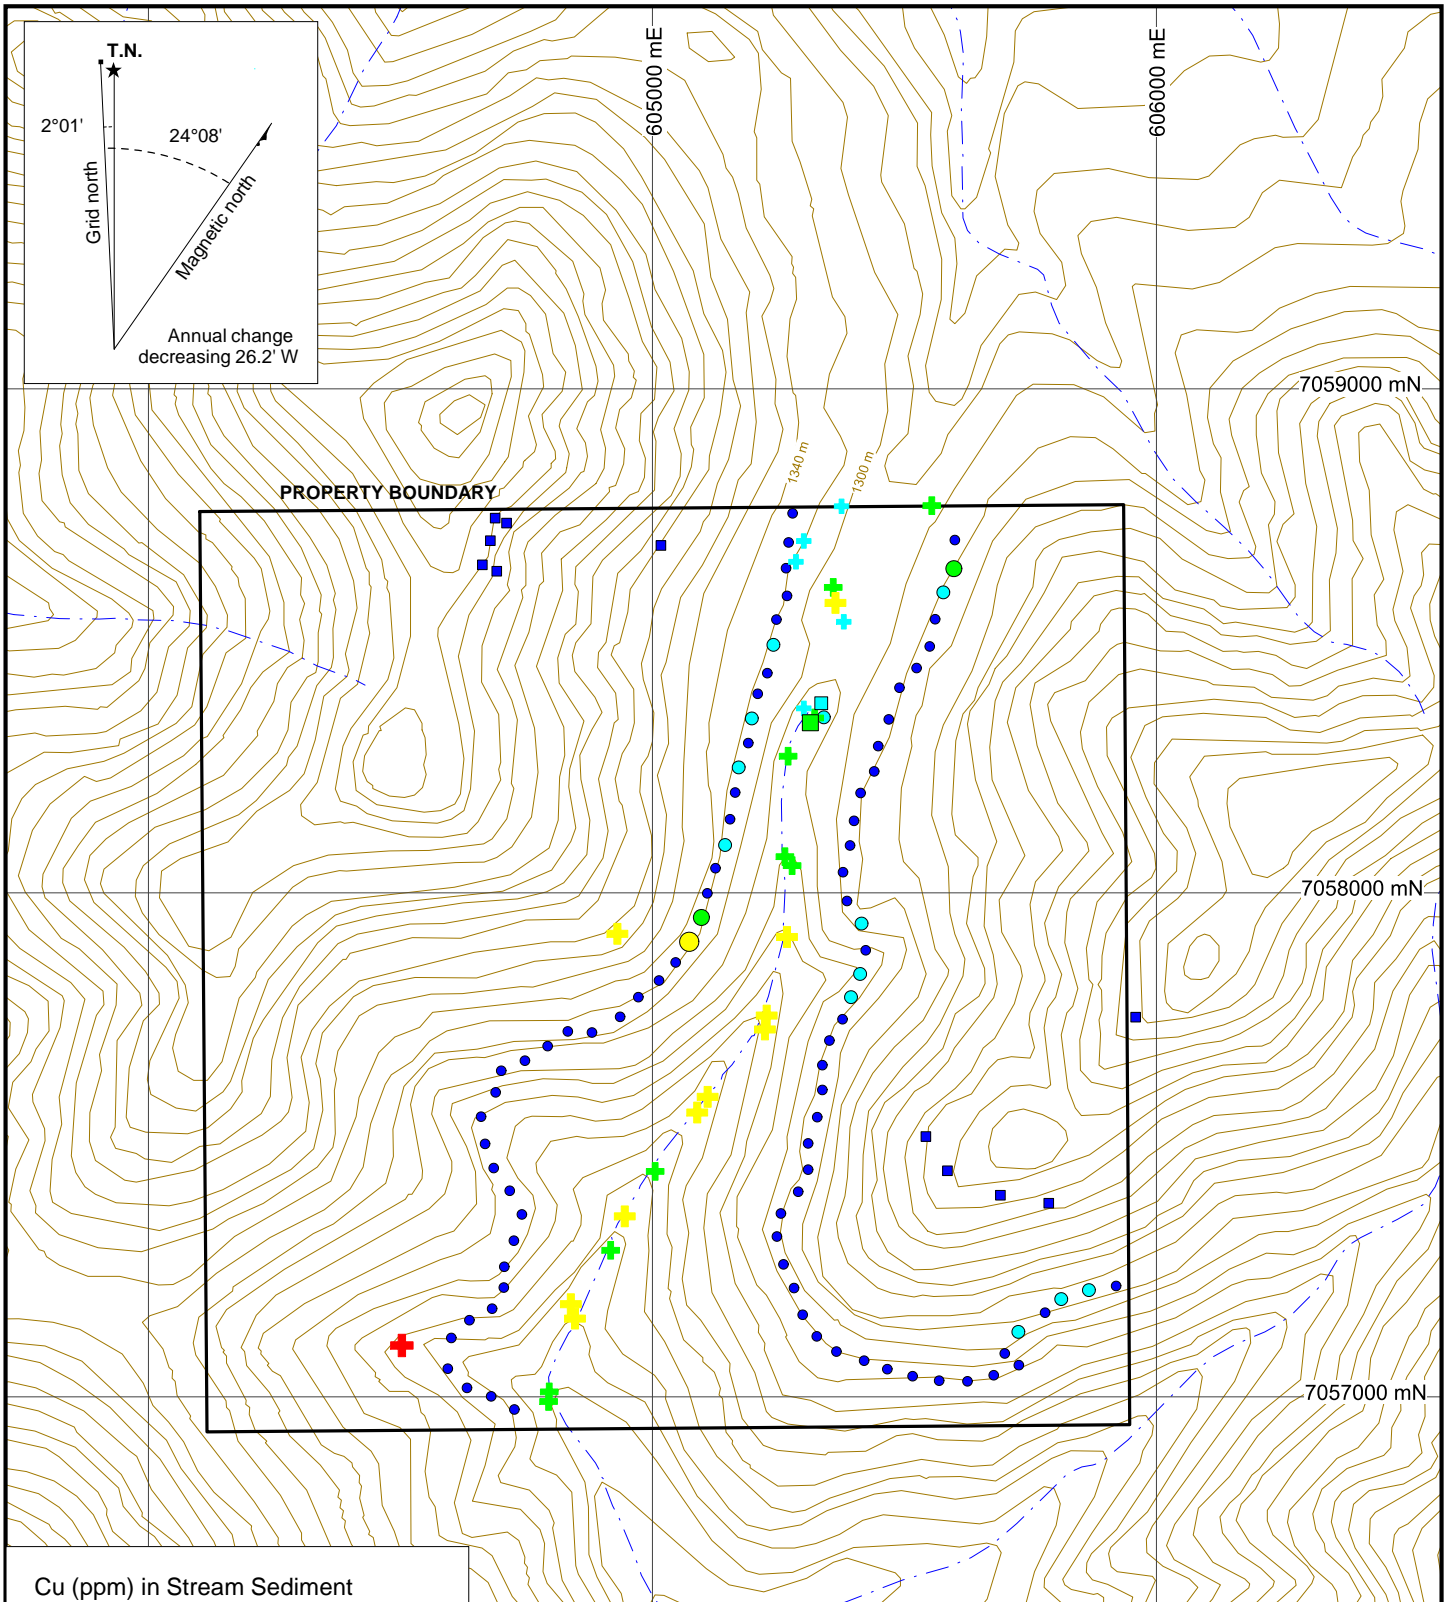 T.N.
2°01'
24°08'
Grid north
Magnetic north
Annual change
decreasing 26.2' W
605000 mE
606000 mE
7059000 mN
1340 m
1300 m
PROPERTY BOUNDARY
7058000 mN
7057000 mN
Cu (ppm) in Stream Sediment